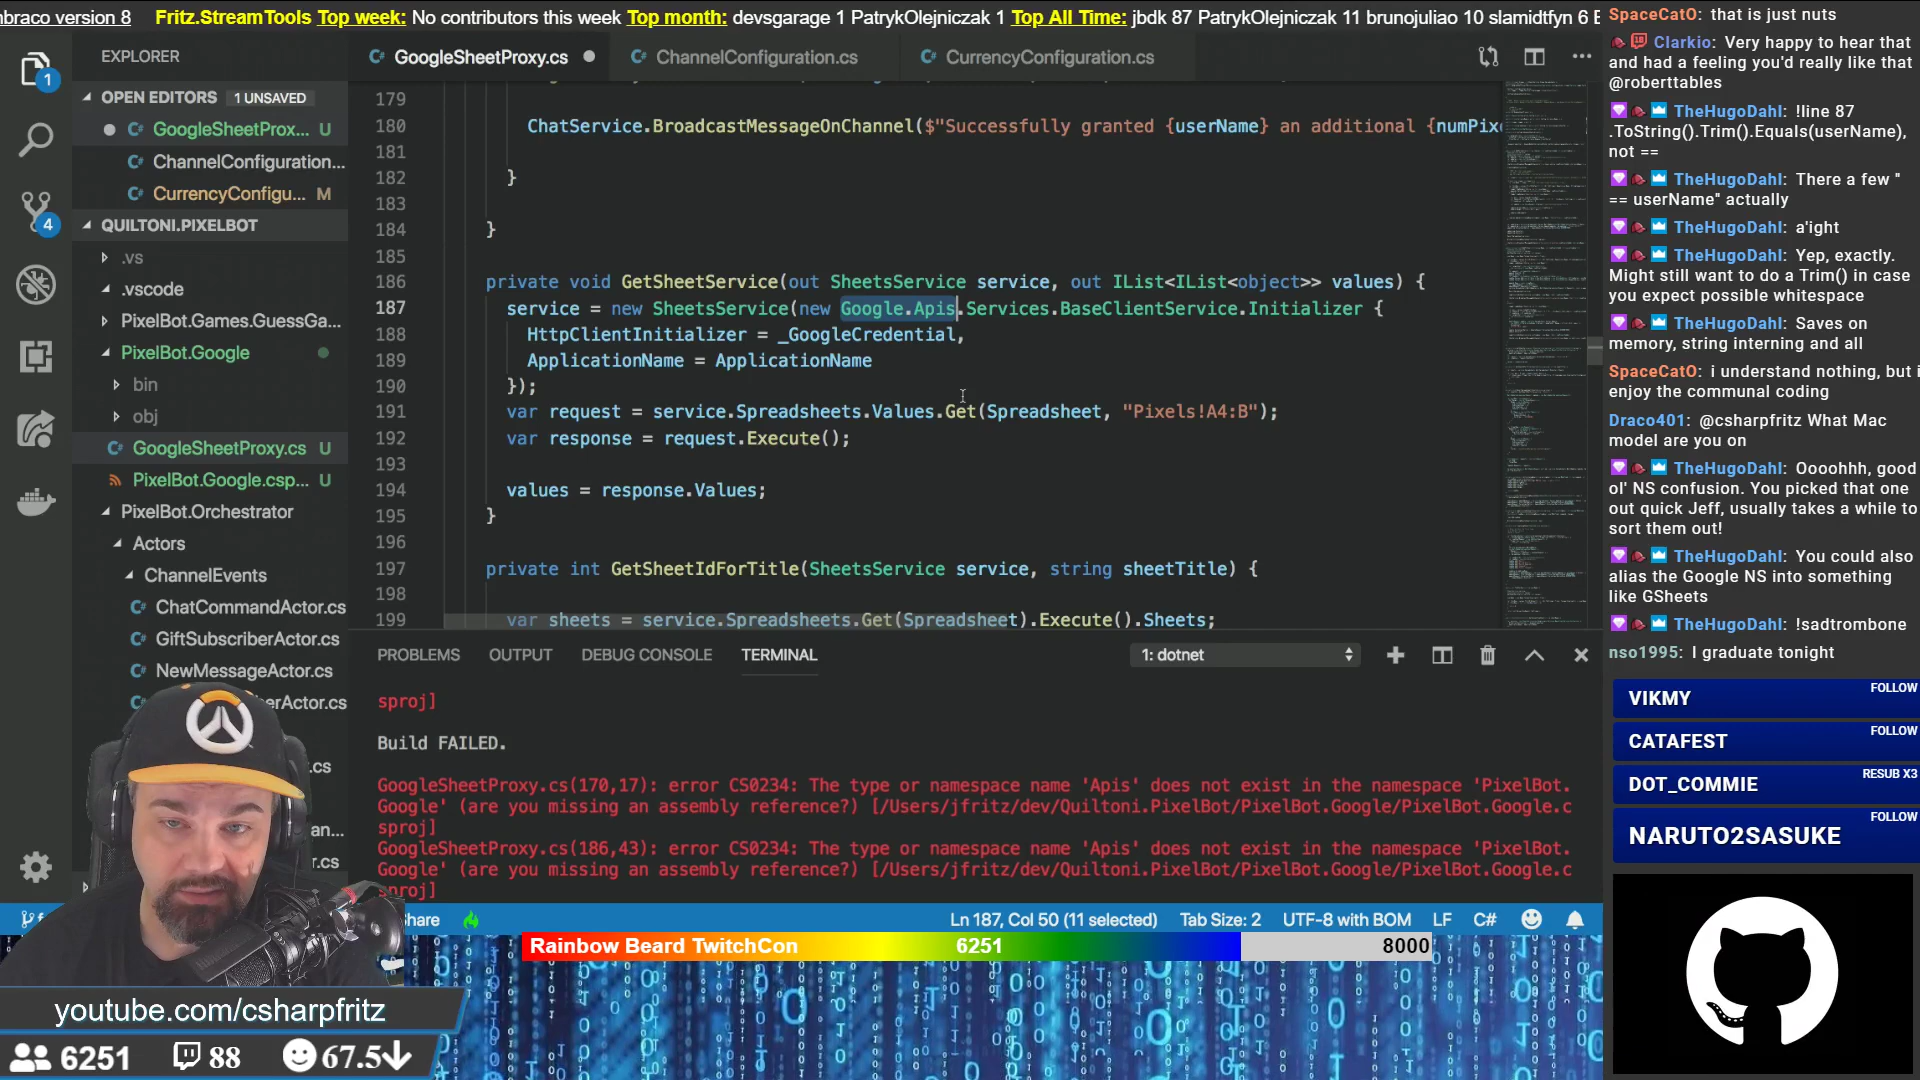 nbraco version 8
Fritz.StreamTools Top week: No contributors this week Top month: devsgarage 1 PatrykOlejniczak 1 Top All Time: jbdk 87 PatrykOlejniczak 11 brunojuliao 10 slamidtfyn 6 E
EXPLORER
OPEN EDITORS 1 UNSAVED
GoogleSheetProx... U
ChannelConfiguration...
CurrencyConfigu... M
QUILTONI.PIXELBOT
.vs
.vscode
PixelBot.Games.GuessGa...
PixelBot.Google
bin
obj
GoogleSheetProxy.cs U
PixelBot.Google.csp... U
PixelBot.Orchestrator
Actors
ChannelEvents
ChatCommandActor.cs
GiftSubscriberActor.cs
NewMessageActor.cs
erActor.cs
.cs
an...
r.cs
1
4
GoogleSheetProxy.cs
ChannelConfiguration.cs
CurrencyConfiguration.cs
179
180 ChatService.BroadcastMessageOnChannel($"Successfully granted {userName} an additional {numPix
181
182 }
183
184 }
185
186 private void GetSheetService(out SheetsService service, out IList<IList<object>> values) {
187 service = new SheetsService(new Google.Apis.Services.BaseClientService.Initializer {
188 HttpClientInitializer = _GoogleCredential,
189 ApplicationName = ApplicationName
190 });
191 var request = service.Spreadsheets.Values.Get(Spreadsheet, "Pixels!A4:B");
192 var response = request.Execute();
193
194 values = response.Values;
195 }
196
197 private int GetSheetIdForTitle(SheetsService service, string sheetTitle) {
198
199 var sheets = service.Spreadsheets.Get(Spreadsheet).Execute().Sheets;
PROBLEMS OUTPUT DEBUG CONSOLE TERMINAL 1: dotnet
sproj]
Build FAILED.
GoogleSheetProxy.cs(170,17): error CS0234: The type or namespace name 'Apis' does not exist in the namespace 'PixelBot.
Google' (are you missing an assembly reference?) [/Users/jfritz/dev/Quiltoni.PixelBot/PixelBot.Google/PixelBot.Google.c
sproj]
GoogleSheetProxy.cs(186,43): error CS0234: The type or namespace name 'Apis' does not exist in the namespace 'PixelBot.
Google' (are you missing an assembly reference?) [/Users/jfritz/dev/Quiltoni.PixelBot/PixelBot.Google/PixelBot.Google.c
sproj]
hare
Ln 187, Col 50 (11 selected) Tab Size: 2 UTF-8 with BOM LF C#
Rainbow Beard TwitchCon 6251 8000
youtube.com/csharpfritz
6251 88 67.5
SpaceCatO: that is just nuts
Clarkio: Very happy to hear that
and had a feeling you'd really like that
@roberttables
TheHugoDahl: !line 87
.ToString().Trim().Equals(userName),
not ==
TheHugoDahl: There a few "
== userName" actually
TheHugoDahl: a'ight
TheHugoDahl: Yep, exactly.
Might still want to do a Trim() in case
you expect possible whitespace
TheHugoDahl: Saves on
memory, string interning and all
SpaceCatO: i understand nothing, but i
enjoy the communal coding
Draco401: @csharpfritz What Mac
model are you on
TheHugoDahl: Oooohhh, good
ol' NS confusion. You picked that one
out quick Jeff, usually takes a while to
sort them out!
TheHugoDahl: You could also
alias the Google NS into something
like GSheets
TheHugoDahl: !sadtrombone
nso1995: I graduate tonight
VIKMY FOLLOW
CATAFEST FOLLOW
DOT_COMMIE RESUB X3
NARUTO2SASUKE FOLLOW